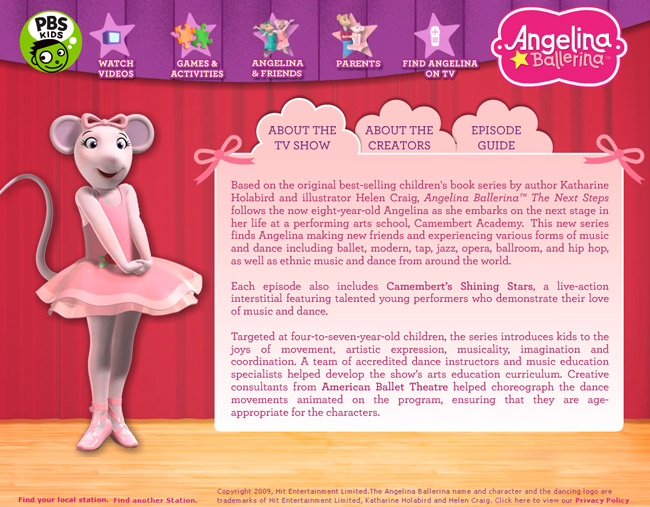 PBS
KIDS
WATCH
VIDEOS
GAMES &
ACTIVITIES
ANGELINA
& FRIENDS
PARENTS
FIND ANGELINA
ON TV
Angelina
Ballerina™
ABOUT THE
TV SHOW
ABOUT THE
CREATORS
EPISODE
GUIDE
Based on the original best-selling children's book series by author Katharine
Holabird and illustrator Helen Craig, Angelina Ballerina™ The Next Steps
follows the now eight-year-old Angelina as she embarks on the next stage in
her life at a performing arts school, Camembert Academy. This new series
finds Angelina making new friends and experiencing various forms of music
and dance including ballet, modern, tap, jazz, opera, ballroom, and hip hop,
as well as ethnic music and dance from around the world.
Each episode also includes Camembert's Shining Stars, a live-action
interstitial featuring talented young performers who demonstrate their love
of music and dance.
Targeted at four-to-seven-year-old children, the series introduces kids to the
joys of movement, artistic expression, musicality, imagination and
coordination. A team of accredited dance instructors and music education
specialists helped develop the show's arts education curriculum. Creative
consultants from American Ballet Theatre helped choreograph the dance
movements animated on the program, ensuring that they are age-
appropriate for the characters.
Find your local station. Find another Station.
Copyright 2009, Hit Entertainment Limited.The Angelina Ballerina name and character and the dancing logo are
trademarks of Hit Entertainment Limited, Katharine Holabird and Helen Craig. Click here to view our Privacy Policy